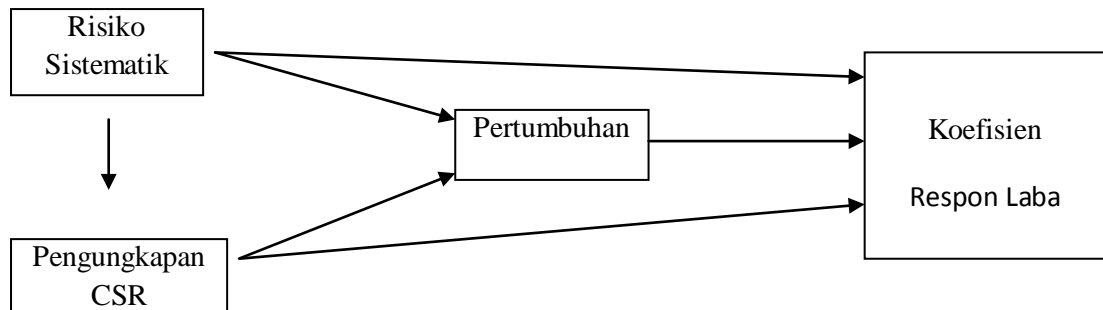 Risiko
Sistematik
Pertumbuhan
Koefisien
Respon Laba
Pengungkapan
CSR